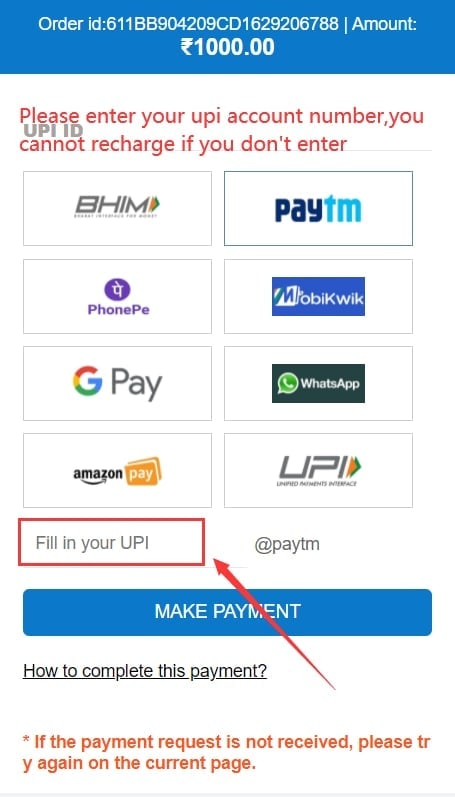 Order id:611BB904209CD1629206788 | Amount:
₹1000.00
Please enter your upi account number,you
UPI ID
cannot recharge if you don't enter
BHIM
BHARAT INTERFACE FOR MONEY
paytm
पे
PhonePe
MobiKwik
G Pay
WhatsApp
amazon pay
UPI
UNIFIED PAYMENTS INTERFACE
Fill in your UPI
@paytm
MAKE PAYMENT
How to complete this payment?
* If the payment request is not received, please tr
y again on the current page.